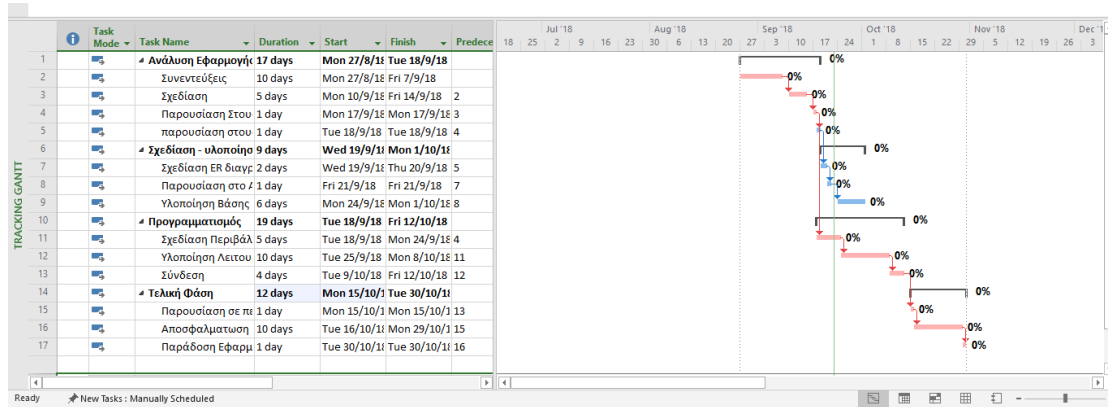 Task Mode Task Name Duration Start Finish Predece
Jul '18 Aug '18 Sep '18 Oct '18 Nov '18 Dec '1
18 25 2 9 16 23 30 6 13 20 27 3 10 17 24 1 8 15 22 29 5 12 19 26 3
1 Ανάλυση Εφαρμογής 17 days Mon 27/8/18 Tue 18/9/18 0%
2 Συνεντεύξεις 10 days Mon 27/8/18 Fri 7/9/18 0%
3 Σχεδίαση 5 days Mon 10/9/18 Fri 14/9/18 2 0%
4 Παρουσίαση Στου 1 day Mon 17/9/18 Mon 17/9/18 3 0%
5 παρουσίαση στου 1 day Tue 18/9/18 Tue 18/9/18 4 0%
6 Σχεδίαση - υλοποίησ 9 days Wed 19/9/18 Mon 1/10/18 0%
7 Σχεδίαση ER διαγρ 2 days Wed 19/9/18 Thu 20/9/18 5 0%
8 Παρουσίαση στο 1 day Fri 21/9/18 Fri 21/9/18 7 0%
9 Υλοποίηση Βάσης 6 days Mon 24/9/18 Mon 1/10/18 8 0%
10 Προγραμματισμός 19 days Tue 18/9/18 Fri 12/10/18 0%
11 Σχεδίαση Περιβάλ 5 days Tue 18/9/18 Mon 24/9/18 4 0%
12 Υλοποίηση Λειτου 10 days Tue 25/9/18 Mon 8/10/18 11 0%
13 Σύνδεση 4 days Tue 9/10/18 Fri 12/10/18 12 0%
14 Τελική Φάση 12 days Mon 15/10/1 Tue 30/10/18 0%
15 Παρουσίαση σε πε 1 day Mon 15/10/1 Mon 15/10/1 13 0%
16 Αποσφαλματωση 10 days Tue 16/10/18 Mon 29/10/1 15 0%
17 Παράδοση Εφαρμ 1 day Tue 30/10/18 Tue 30/10/18 16 0%
TRACKING GANTT
Ready New Tasks : Manually Scheduled